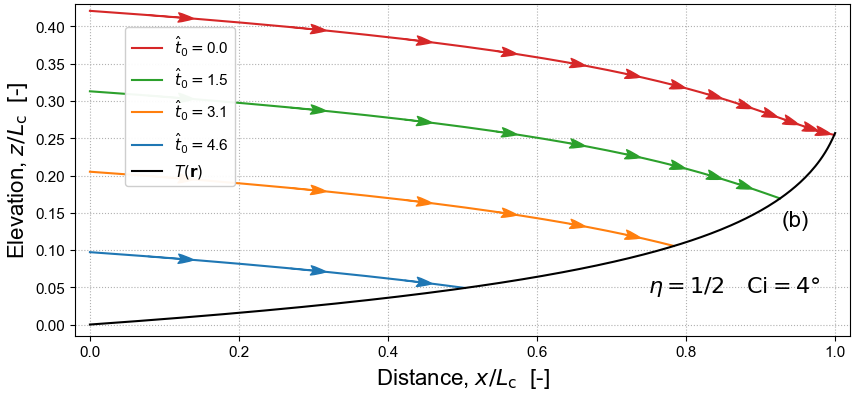 Elevation, z/L_c [-]
0.40
0.35
0.30
0.25
0.20
0.15
0.10
0.05
0.00
t̂₀ = 0.0
t̂₀ = 1.5
t̂₀ = 3.1
t̂₀ = 4.6
T(r)
(b)
η = 1/2 Ci = 4°
0.0 0.2 0.4 0.6 0.8 1.0
Distance, x/L_c [-]